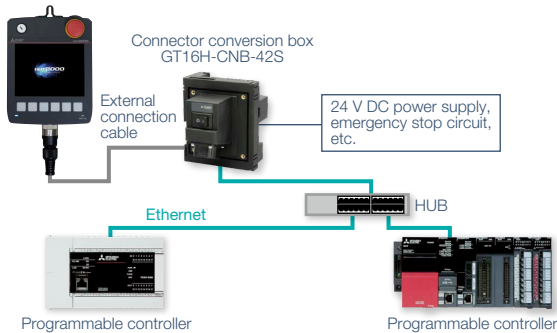 Connector conversion box
GT16H-CNB-42S
External
connection
cable
24 V DC power supply,
emergency stop circuit,
etc.
HUB
Ethernet
Programmable controller
Programmable controller